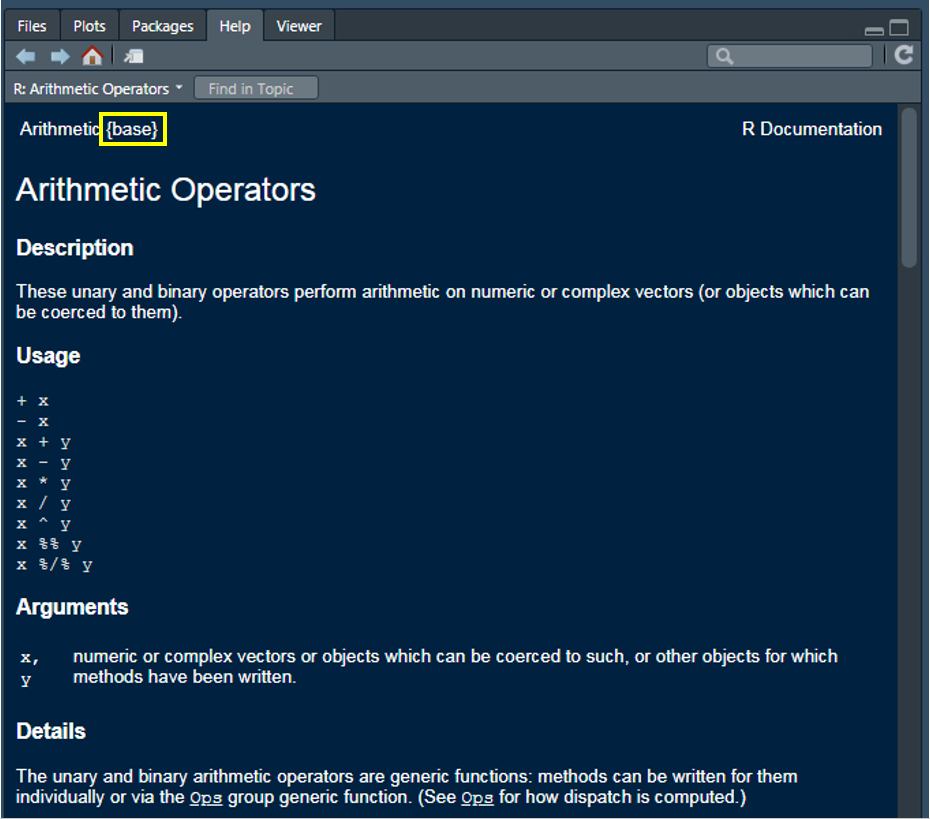 Files Plots Packages Help Viewer
R: Arithmetic Operators Find in Topic
Arithmetic {base} R Documentation
Arithmetic Operators
Description
These unary and binary operators perform arithmetic on numeric or complex vectors (or objects which can
be coerced to them).
Usage
+ x
- x
x + y
x - y
x * y
x / y
x ^ y
x %% y
x %/% y
Arguments
x, numeric or complex vectors or objects which can be coerced to such, or other objects for which
y methods have been written.
Details
The unary and binary arithmetic operators are generic functions: methods can be written for them
individually or via the Ops group generic function. (See Ops for how dispatch is computed.)